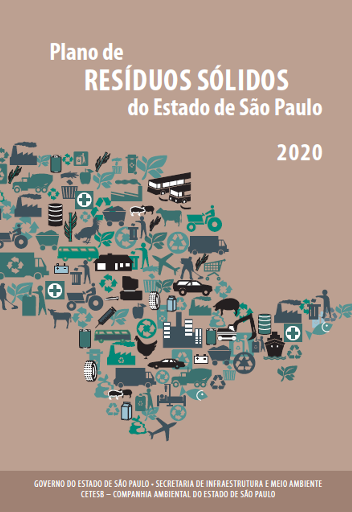 Plano de
RESÍDUOS SÓLIDOS
do Estado de São Paulo
2020
GOVERNO DO ESTADO DE SÃO PAULO • SECRETARIA DE INFRAESTRUTURA E MEIO AMBIENTE
CETESB – COMPANHIA AMBIENTAL DO ESTADO DE SÃO PAULO